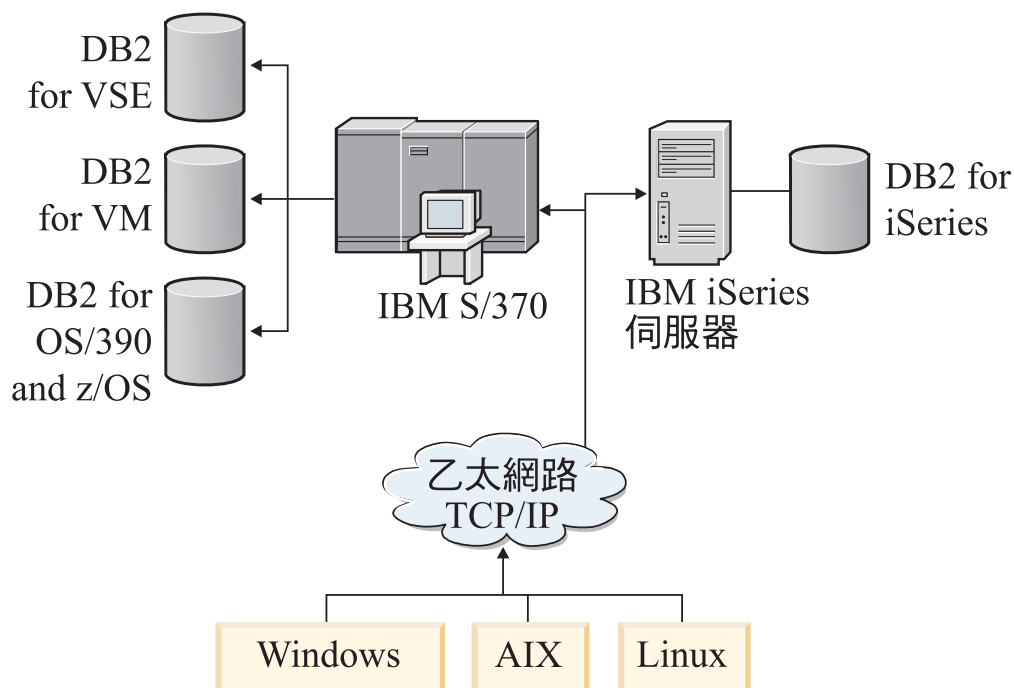 DB2
for VSE
DB2
for VM
DB2 for
OS/390
and z/OS
IBM S/370
IBM iSeries
伺服器
DB2 for
iSeries
乙太網路
TCP/IP
Windows
AIX
Linux